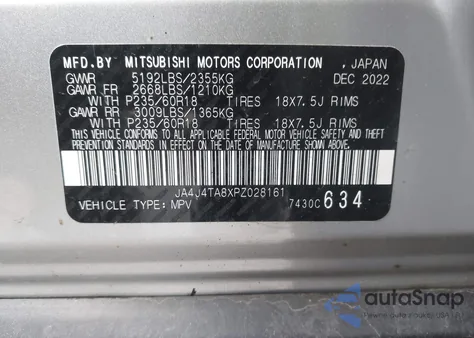 MFD.BY MITSUBISHI MOTORS CORPORATION , JAPAN
GVWR 5192LBS/2355KG DEC 2022
GAWR FR 2668LBS/1210KG
WITH P235/60R18 TIRES 18X7.5J RIMS
GAWR RR 3009LBS/1365KG
WITH P235/60R18 TIRES 18X7.5J RIMS
THIS VEHICLE CONFORMS TO ALL APPLICABLE FEDERAL MOTOR VEHICLE SAFETY, BUMPER, AND THEFT
PREVENTION STANDARDS IN EFFECT ON THE DATE OF MANUFACTURE SHOWN ABOVE.
JA4J4TA8XPZ028161
VEHICLE TYPE: MPV 7430C 634
autoSnap